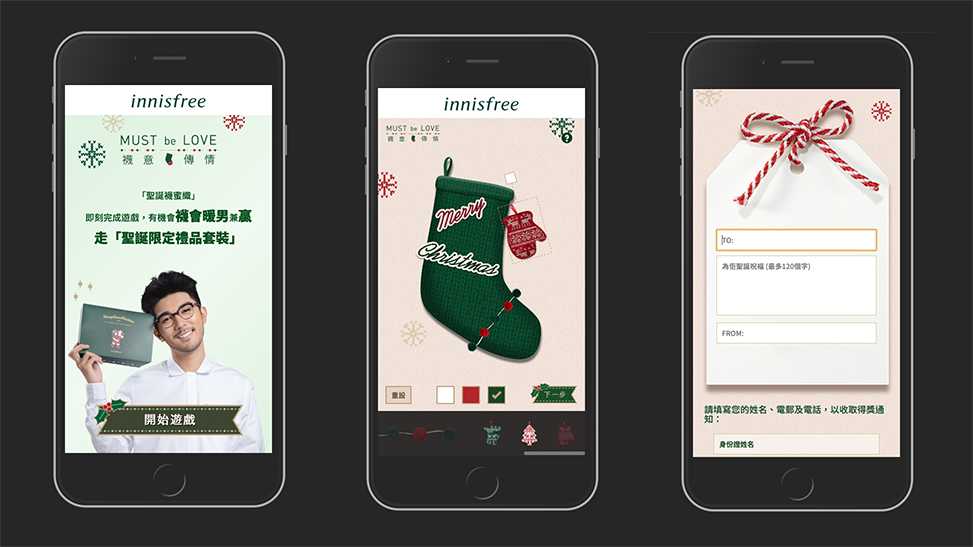 innisfree
MUST be LOVE
襪意傳情
「聖誕襪蜜織」
即刻完成遊戲，有機會襪會暖男兼贏
走「聖誕限定禮品套裝」
開始遊戲
innisfree
MUST be LOVE
襪意傳情
?
Merry
Christmas
重設
下一步
TO:
為佢聖誕祝福 (最多120個字)
FROM:
請填寫您的姓名、電郵及電話，以收取得獎通
知：
身份證姓名